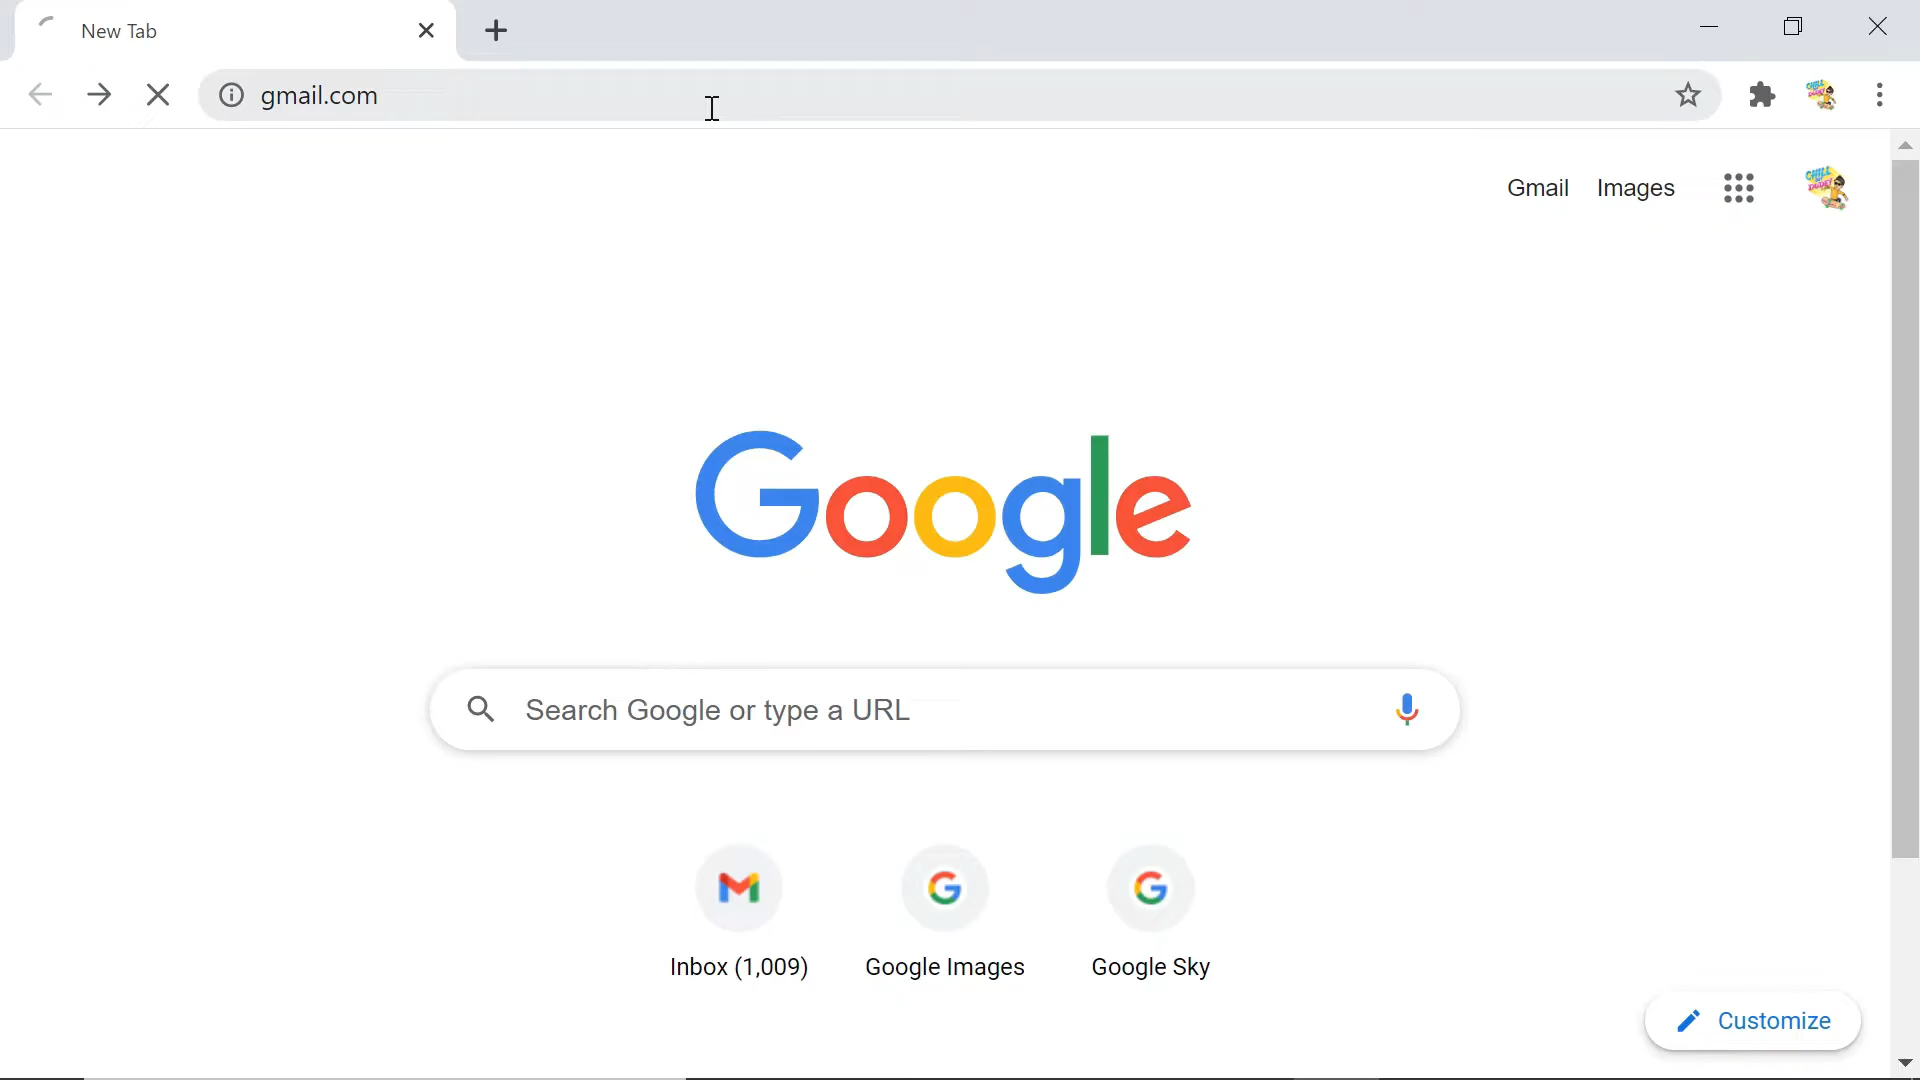 New Tab
gmail.com
Gmail Images
Google
Search Google or type a URL
Inbox (1,009) Google Images Google Sky
Customize